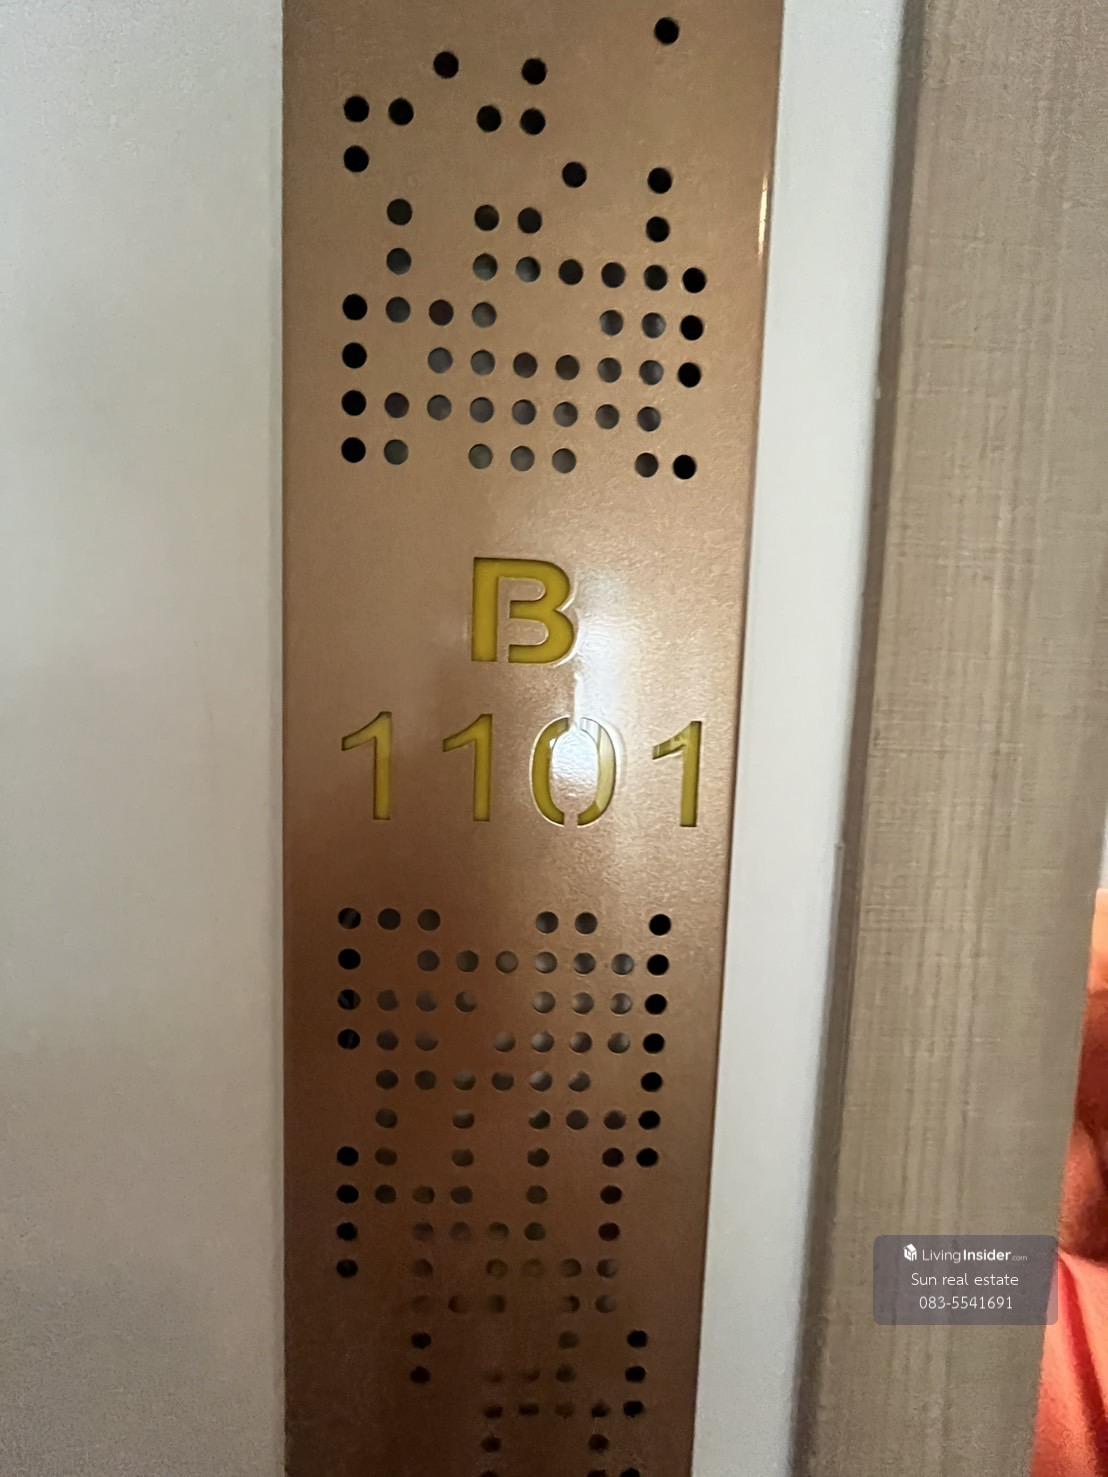 B
1101
LivingInsider.com
Sun real estate
083-5541691